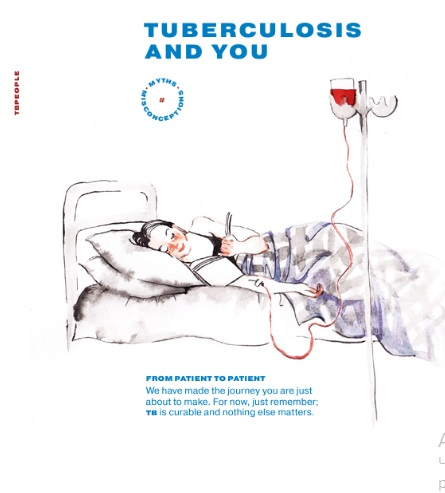 TUBERCULOSIS
AND YOU
TBPEOPLE
• MYTHS • MISCONCEPTIONS
#
FROM PATIENT TO PATIENT
We have made the journey you are just
about to make. For now, just remember;
TB is curable and nothing else matters.
A
u
p